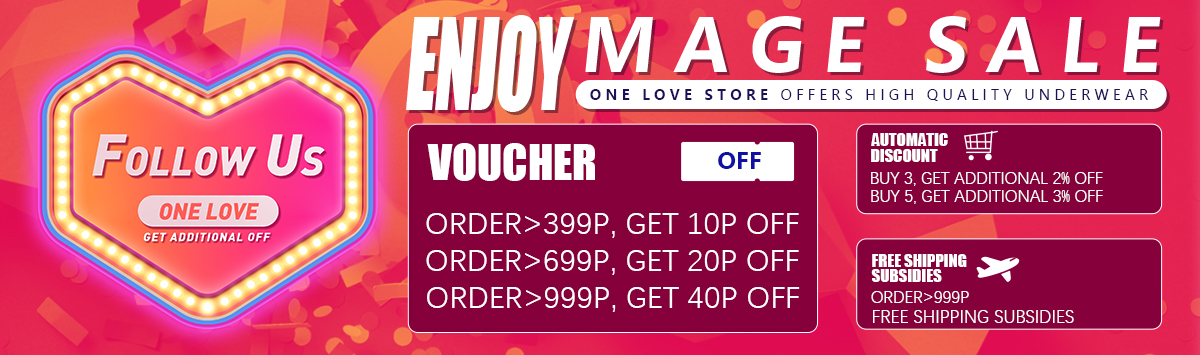 FOLLOW US
ONE LOVE
GET ADDITIONAL OFF
ENJOY MAGE SALE
ONE LOVE STORE OFFERS HIGH QUALITY UNDERWEAR
VOUCHER OFF
ORDER>399P, GET 10P OFF
ORDER>699P, GET 20P OFF
ORDER>999P, GET 40P OFF
AUTOMATIC
DISCOUNT
BUY 3, GET ADDITIONAL 2% OFF
BUY 5, GET ADDITIONAL 3% OFF
FREE SHIPPING
SUBSIDIES
ORDER>999P
FREE SHIPPING SUBSIDIES